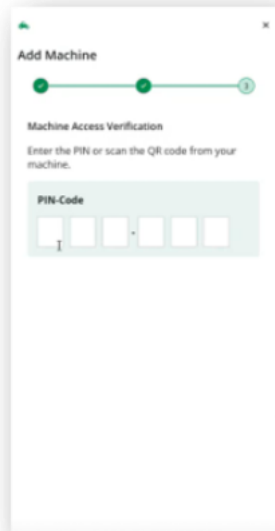 Add Machine
3
Machine Access Verification
Enter the PIN or scan the QR code from your
machine.
PIN-Code
-